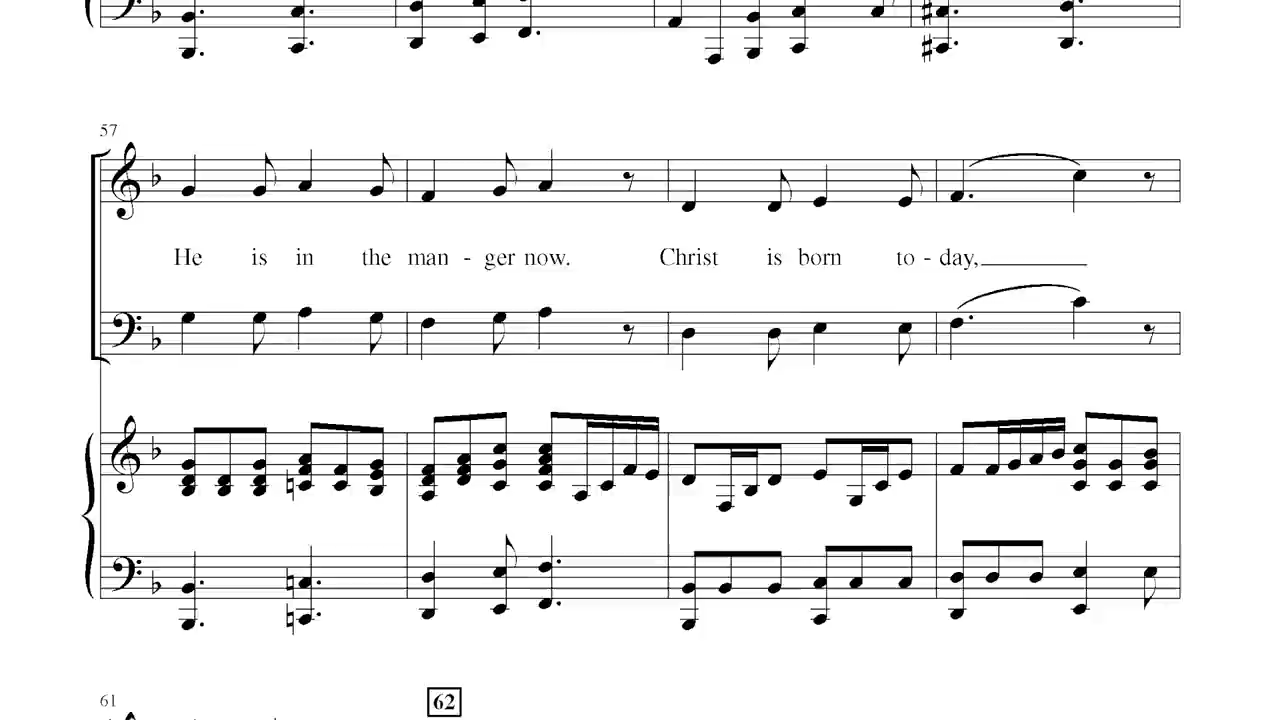 57
He is in the man - ger now. Christ is born to - day,
61
62